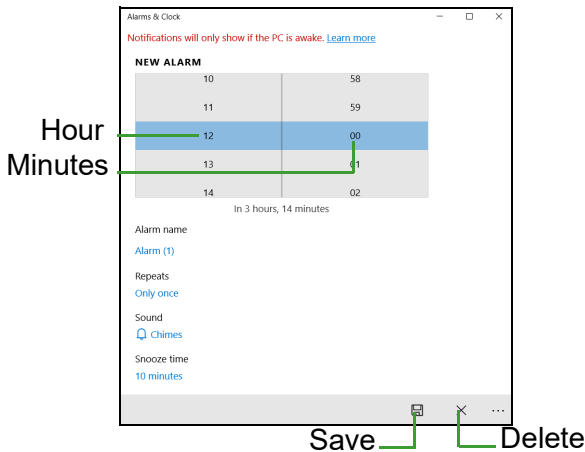 Alarms & Clock
Notifications will only show if the PC is awake. Learn more
NEW ALARM
10 58
11 59
Hour 12 00
Minutes 13 01
14 02
In 3 hours, 14 minutes
Alarm name
Alarm (1)
Repeats
Only once
Sound
Chimes
Snooze time
10 minutes
...
Save Delete